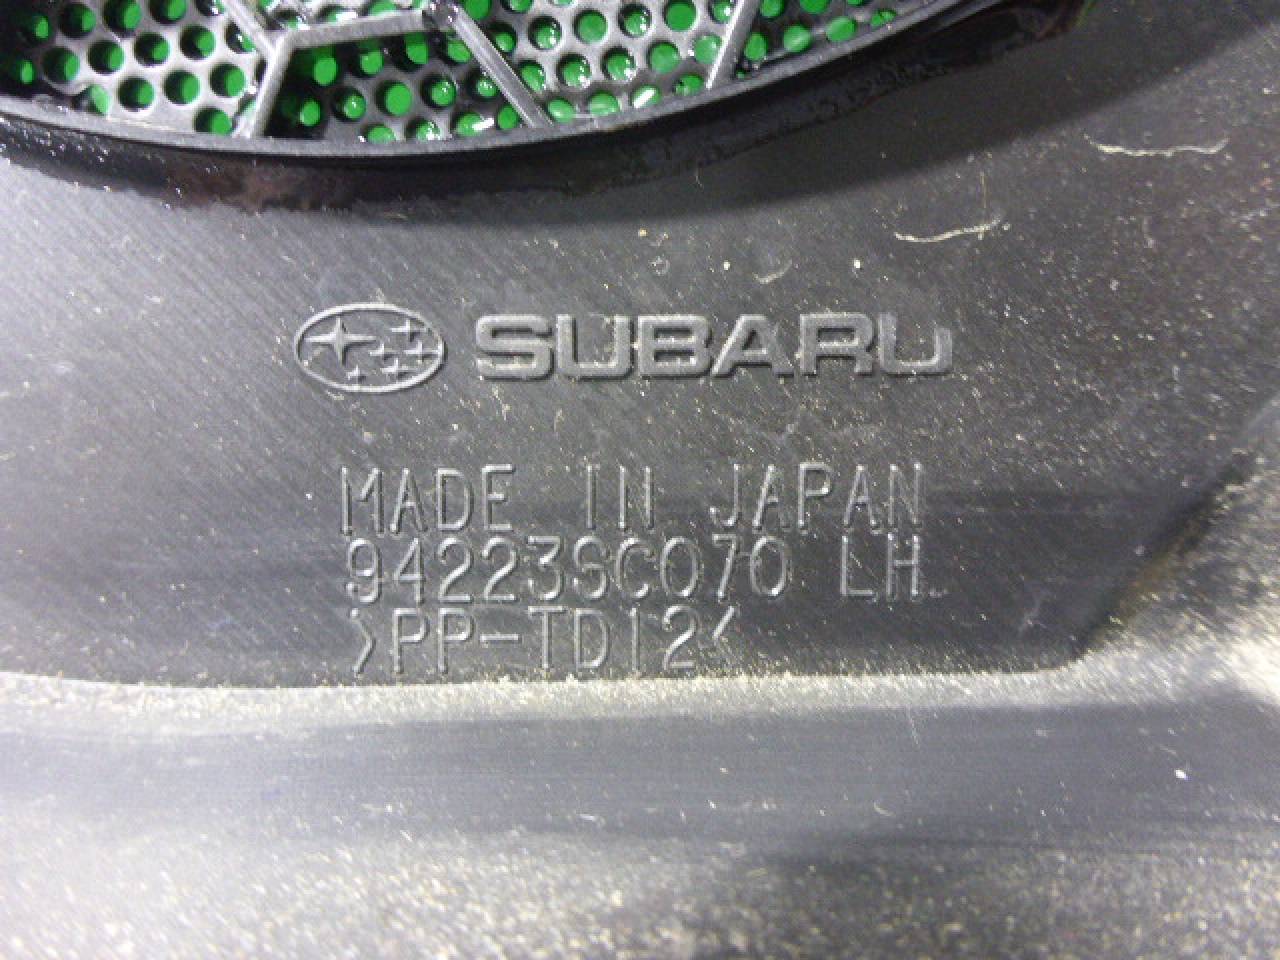 SUBARU
MADE IN JAPAN
94223SC070 LH
>PP-TD12<